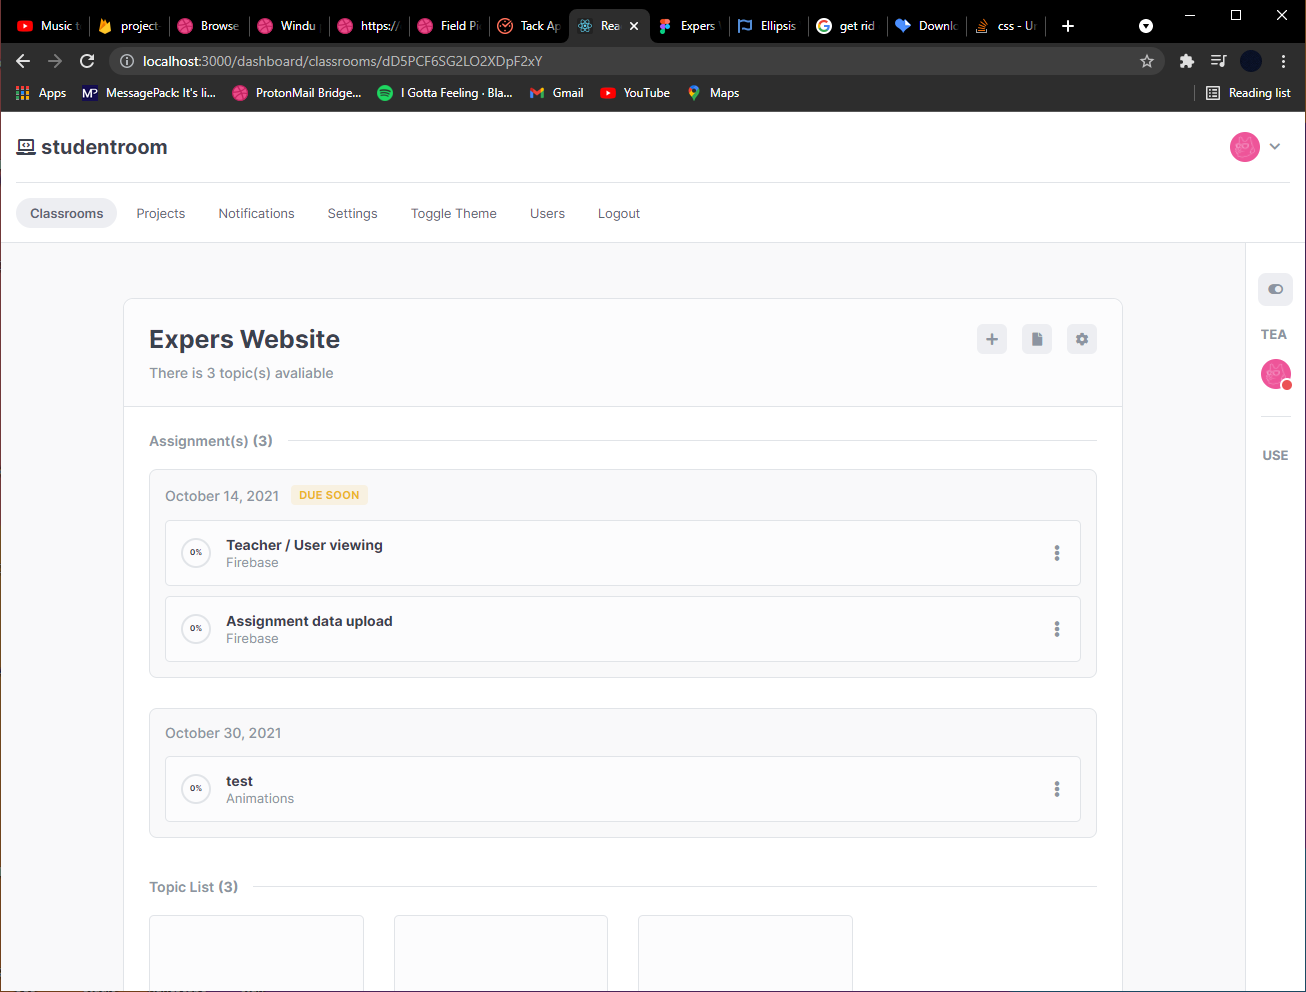 Music t project- Browse Windu https:// Field Pi Tack Ap Rea Expers Ellipsis get rid Downlo css - Ur
localhost:3000/dashboard/classrooms/dD5PCF6SG2LO2XDpF2xY
Apps MessagePack: It's li... ProtonMail Bridge... I Gotta Feeling · Bla... Gmail YouTube Maps Reading list
studentroom
Classrooms Projects Notifications Settings Toggle Theme Users Logout
Expers Website
There is 3 topic(s) avaliable
TEA
Assignment(s) (3)
USE
October 14, 2021 DUE SOON
0% Teacher / User viewing
Firebase
0% Assignment data upload
Firebase
October 30, 2021
0% test
Animations
Topic List (3)